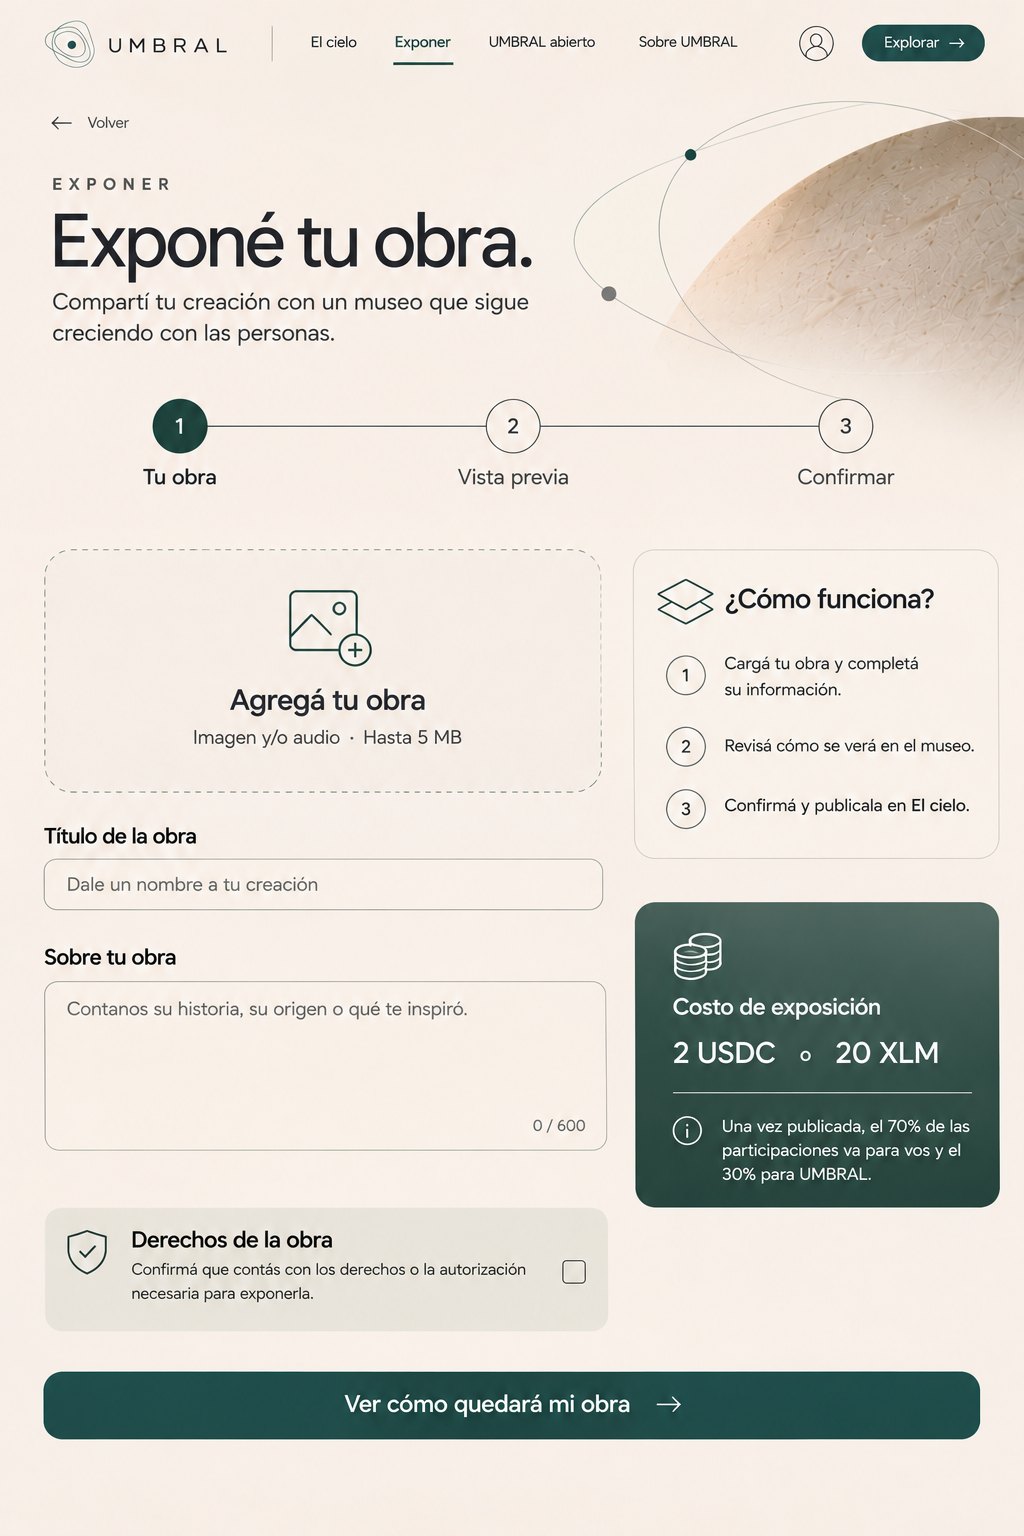 UMBRAL
El cielo
Exponer
UMBRAL abierto
Sobre UMBRAL
Explorar →
← Volver
EXPONER
Exponé tu obra.
Compartí tu creación con un museo que sigue
creciendo con las personas.
1
2
3
Tu obra
Vista previa
Confirmar
Agregá tu obra
Imagen y/o audio · Hasta 5 MB
Título de la obra
Dale un nombre a tu creación
Sobre tu obra
Contanos su historia, su origen o qué te inspiró.
0 / 600
Derechos de la obra
Confirmá que contás con los derechos o la autorización
necesaria para exponerla.
¿Cómo funciona?
1
Cargá tu obra y completá
su información.
2
Revisá cómo se verá en el museo.
3
Confirmá y publicala en El cielo.
Costo de exposición
2 USDC o 20 XLM
Una vez publicada, el 70% de las
participaciones va para vos y el
30% para UMBRAL.
Ver cómo quedará mi obra →